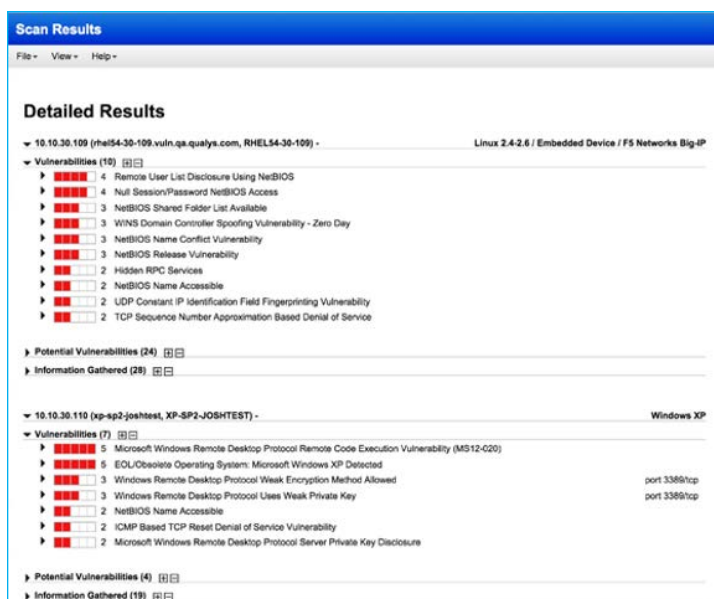 Scan Results
File View Help
Detailed Results
10.10.30.109 (rhel54-30-109.vuln.qa.qualys.com, RHEL54-30-109) - Linux 2.4-2.6 / Embedded Device / F5 Networks Big-IP
Vulnerabilities (10)
4 Remote User List Disclosure Using NetBIOS
4 Null Session/Password NetBIOS Access
3 NetBIOS Shared Folder List Available
3 WINS Domain Controller Spoofing Vulnerability - Zero Day
3 NetBIOS Name Conflict Vulnerability
3 NetBIOS Release Vulnerability
2 Hidden RPC Services
2 NetBIOS Name Accessible
2 UDP Constant IP Identification Field Fingerprinting Vulnerability
2 TCP Sequence Number Approximation Based Denial of Service
Potential Vulnerabilities (24)
Information Gathered (28)
10.10.30.110 (xp-sp2-joshtest, XP-SP2-JOSHTEST) - Windows XP
Vulnerabilities (7)
5 Microsoft Windows Remote Desktop Protocol Remote Code Execution Vulnerability (MS12-020)
5 EOL/Obsolete Operating System: Microsoft Windows XP Detected
3 Windows Remote Desktop Protocol Weak Encryption Method Allowed port 3389/tcp
3 Windows Remote Desktop Protocol Uses Weak Private Key port 3389/tcp
2 NetBIOS Name Accessible
2 ICMP Based TCP Reset Denial of Service Vulnerability
2 Microsoft Windows Remote Desktop Protocol Server Private Key Disclosure
Potential Vulnerabilities (4)
Information Gathered (19)